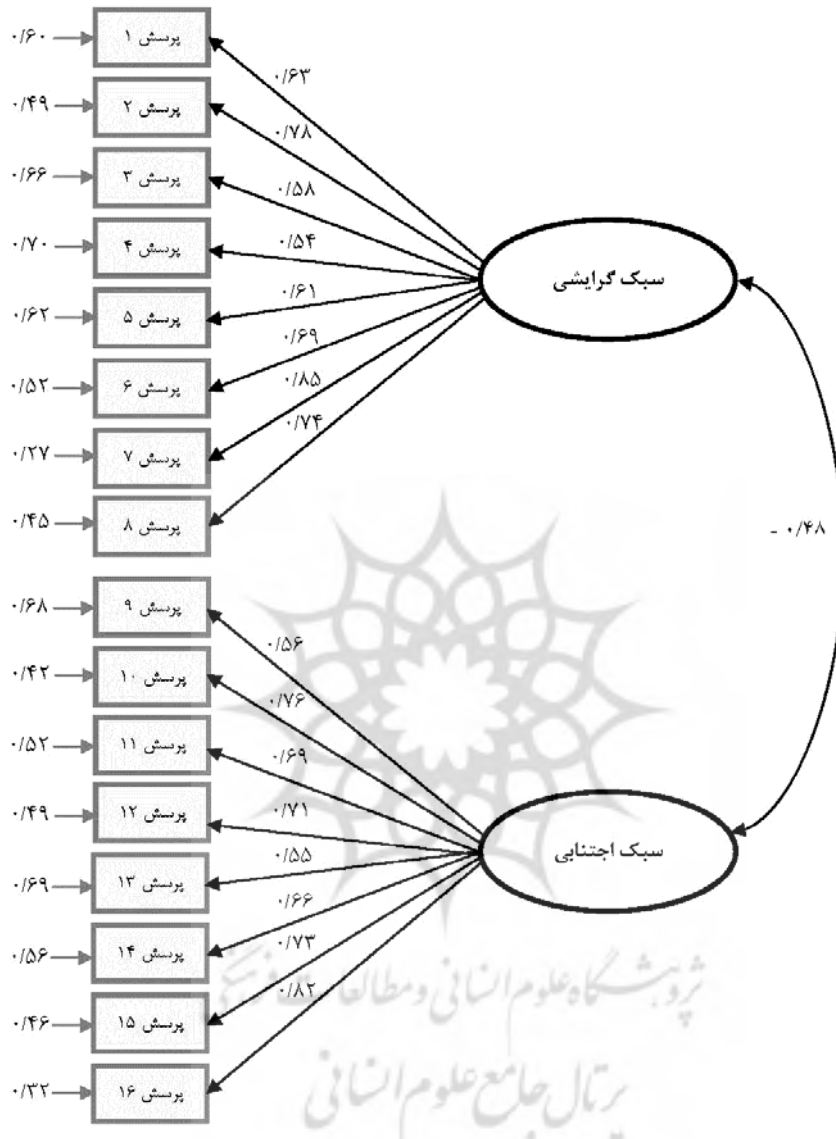 ۰/۶۰
پرسش ۱
۰/۶۳
۰/۴۹
پرسش ۲
۰/۷۸
۰/۶۶
پرسش ۳
۰/۵۸
۰/۷۰
پرسش ۴
۰/۵۴
سبک گرایشی
۰/۶۲
پرسش ۵
۰/۶۱
۰/۵۲
پرسش ۶
۰/۶۹
۰/۲۷
پرسش ۷
۰/۸۵
۰/۴۵
پرسش ۸
۰/۷۴
- ۰/۴۸
۰/۶۸
پرسش ۹
۰/۵۶
۰/۴۲
پرسش ۱۰
۰/۷۶
۰/۵۲
پرسش ۱۱
۰/۶۹
۰/۴۹
پرسش ۱۲
۰/۷۱
سبک اجتنابی
۰/۶۹
پرسش ۱۳
۰/۵۵
۰/۵۶
پرسش ۱۴
۰/۶۶
۰/۴۶
پرسش ۱۵
۰/۷۳
۰/۳۲
پرسش ۱۶
۰/۸۲
پژوهشگاه علوم انسانی و مطالعات فرهنگی
پرتال جامع علوم انسانی